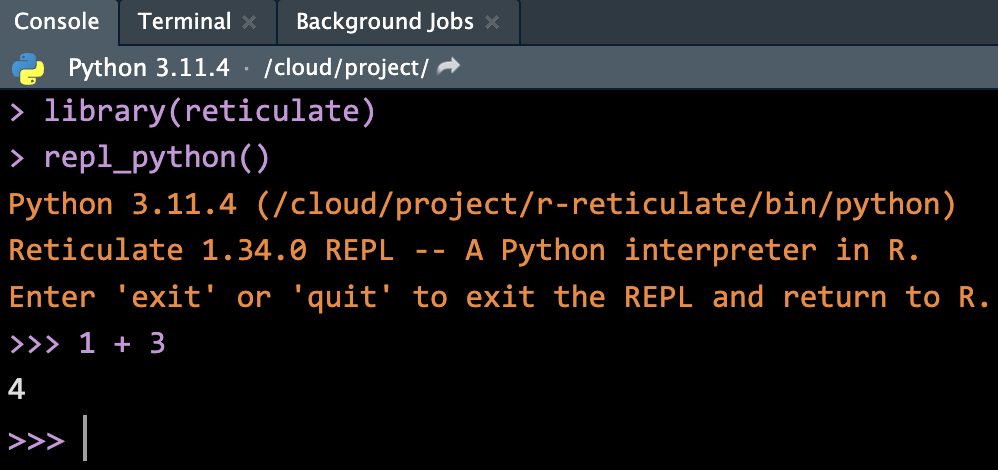 Console Terminal × Background Jobs ×
Python 3.11.4 · /cloud/project/
> library(reticulate)
> repl_python()
Python 3.11.4 (/cloud/project/r-reticulate/bin/python)
Reticulate 1.34.0 REPL -- A Python interpreter in R.
Enter 'exit' or 'quit' to exit the REPL and return to R.
>>> 1 + 3
4
>>>